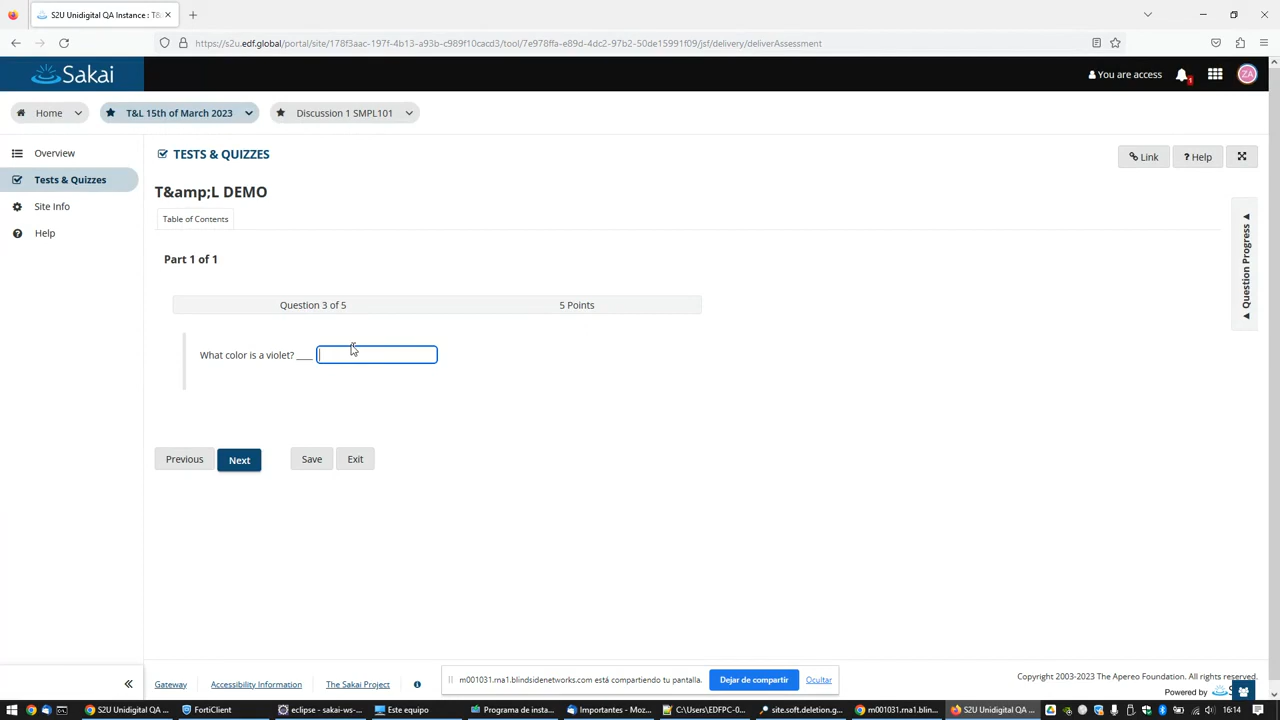 S2U Unidigital QA Instance : T&
https://s2u.edf.global/portal/site/178f3aac-197f-4b13-a93b-c989f10cacd3/tool/7e978ffa-e89d-4dc2-97b2-50de15991f09/jsf/delivery/deliverAssessment
Sakai
You are access
1
ZA
Home
T&L 15th of March 2023
Discussion 1 SMPL101
Overview
Tests & Quizzes
Site Info
Help
TESTS & QUIZZES
Link
? Help
T&amp;L DEMO
Table of Contents
Question Progress
Part 1 of 1
Question 3 of 5
5 Points
What color is a violet? ____
Previous
Next
Save
Exit
Gateway
Accessibility Information
The Sakai Project
m001031.rna1.blindsidenetworks.com está compartiendo tu pantalla.
Dejar de compartir
Ocultar
Copyright 2003-2023 The Apereo Foundation. All rights reserved.
Powered by
S2U Unidigital QA ...
FortiClient
eclipse - sakai-ws-...
Este equipo
Programa de insta...
Importantes - Moz...
C:\Users\EDFPC-0...
site.soft.deletion.g...
m001031.rna1.blin...
S2U Unidigital QA ...
16:14